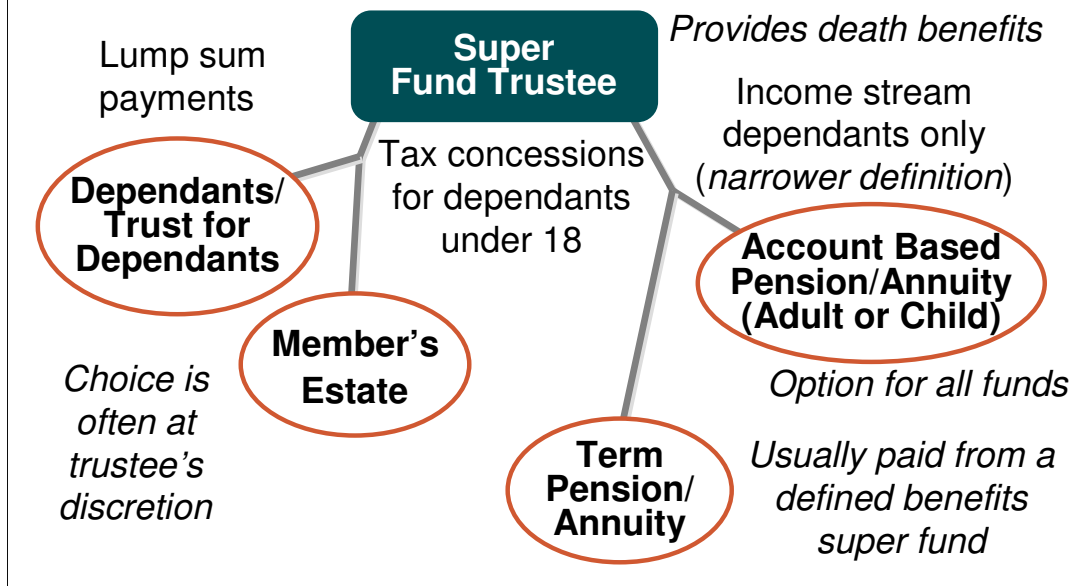 Super
Fund Trustee
Provides death benefits
Lump sum
payments
Tax concessions
for dependants
under 18
Income stream
dependants only
(narrower definition)
Dependants/
Trust for
Dependants
Member’s
Estate
Account Based
Pension/Annuity
(Adult or Child)
Option for all funds
Choice is
often at
trustee’s
discretion
Term
Pension/
Annuity
Usually paid from a
defined benefits
super fund